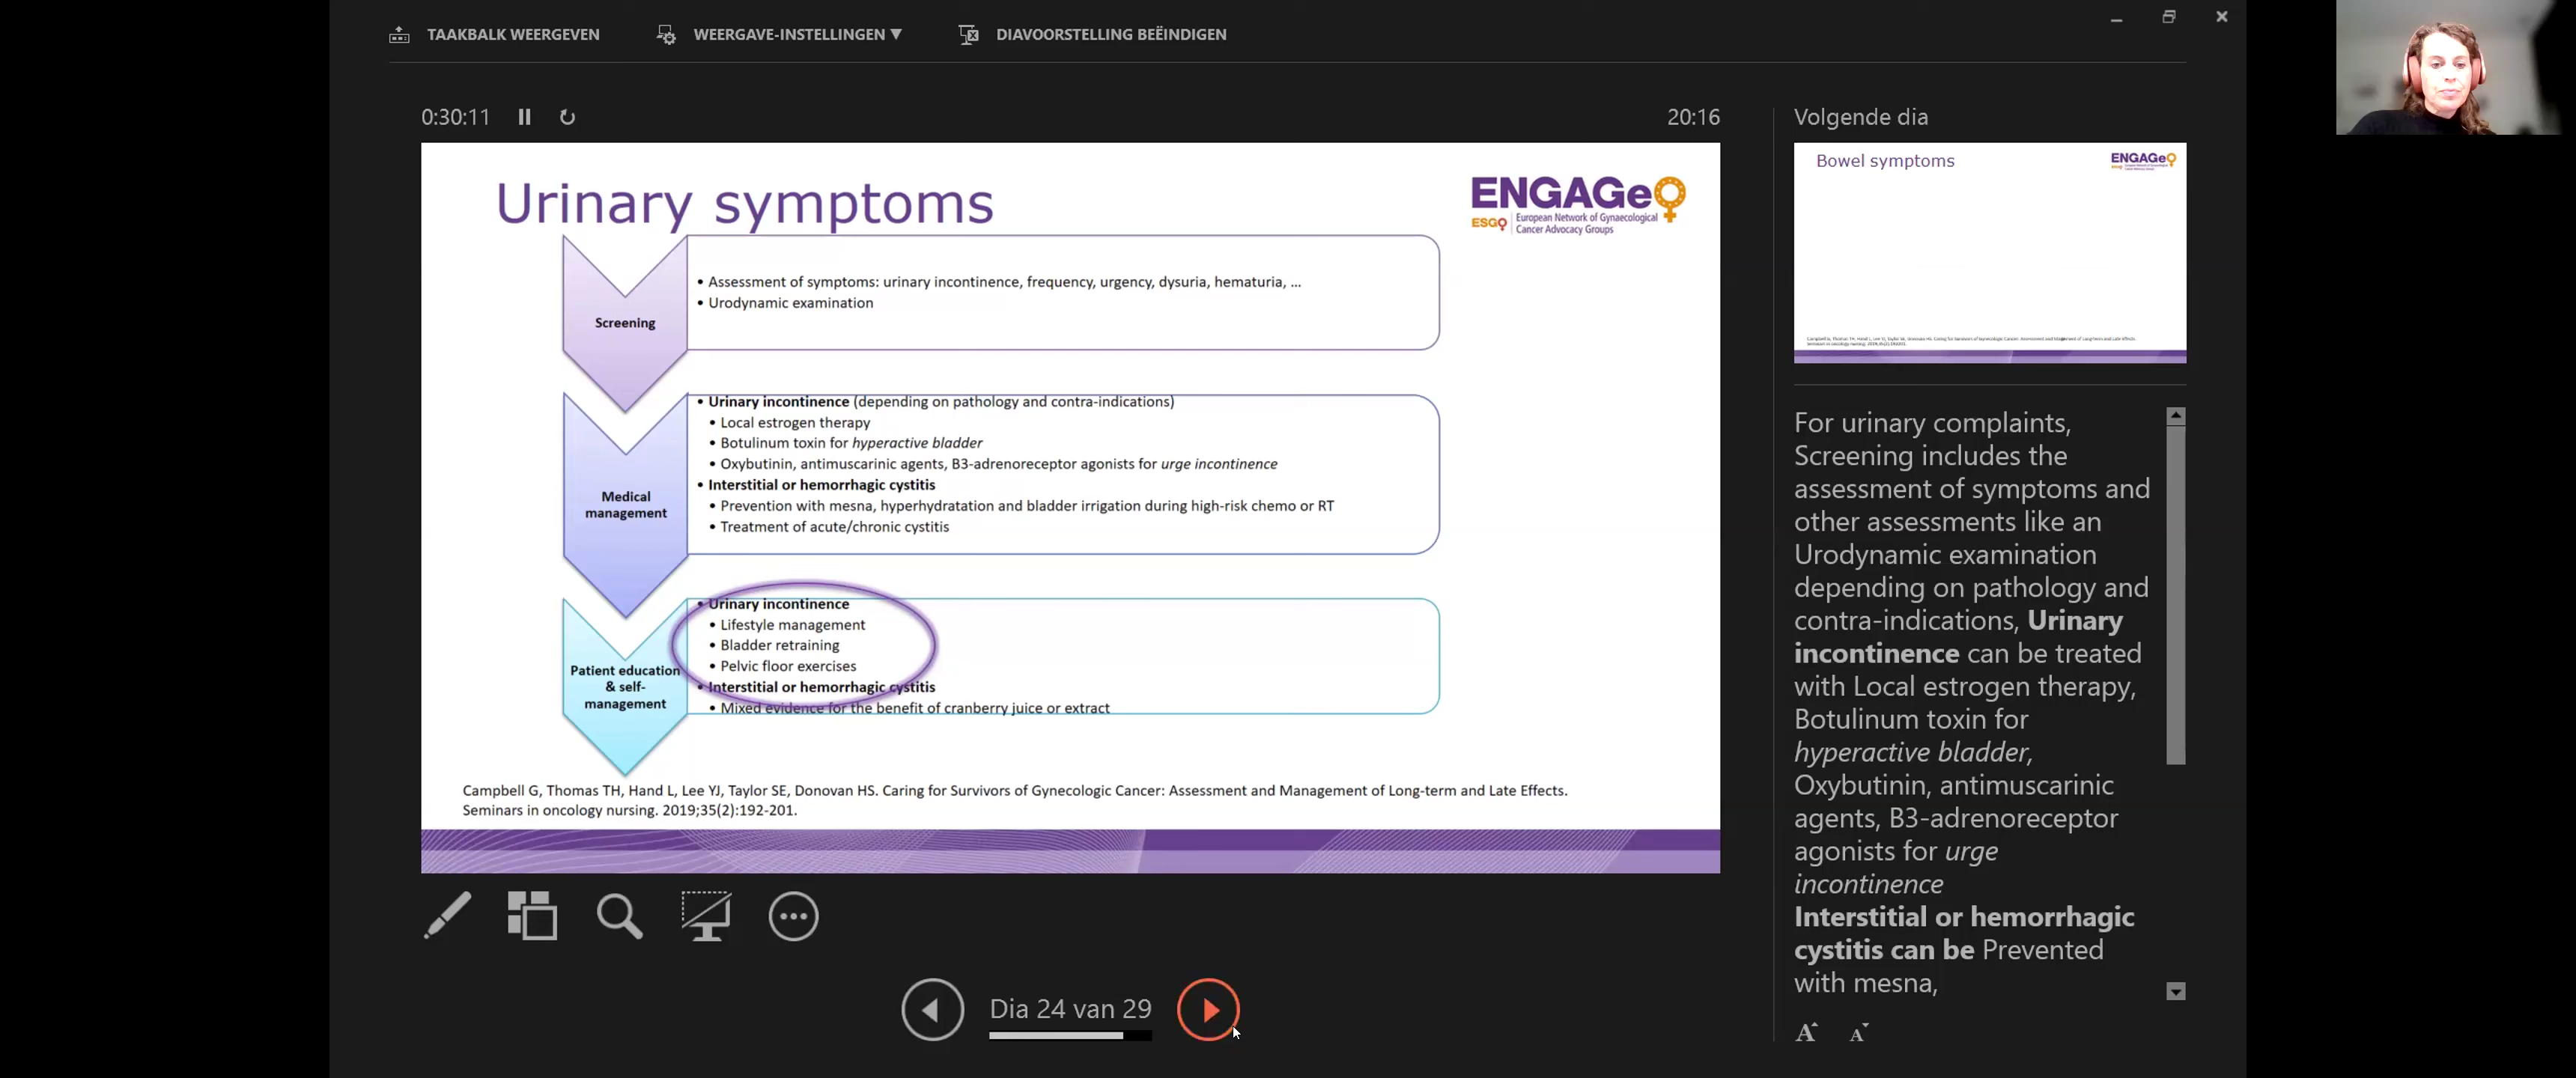 TAAKBALK WEERGEVEN
WEERGAVE-INSTELLINGEN ▼
DIAVOORSTELLING BEËINDIGEN
0:30:11
20:16
Urinary symptoms
ENGAGe
ESGO
European Network of Gynaecological
Cancer Advocacy Groups
Screening
• Assessment of symptoms: urinary incontinence, frequency, urgency, dysuria, hematuria, ...
• Urodynamic examination
Medical
management
• Urinary incontinence (depending on pathology and contra-indications)
• Local estrogen therapy
• Botulinum toxin for hyperactive bladder
• Oxybutinin, antimuscarinic agents, B3-adrenoreceptor agonists for urge incontinence
• Interstitial or hemorrhagic cystitis
• Prevention with mesna, hyperhydratation and bladder irrigation during high-risk chemo or RT
• Treatment of acute/chronic cystitis
Patient education
& self-
management
• Urinary incontinence
• Lifestyle management
• Bladder retraining
• Pelvic floor exercises
• Interstitial or hemorrhagic cystitis
• Mixed evidence for the benefit of cranberry juice or extract
Campbell G, Thomas TH, Hand L, Lee YJ, Taylor SE, Donovan HS. Caring for Survivors of Gynecologic Cancer: Assessment and Management of Long-term and Late Effects.
Seminars in oncology nursing. 2019;35(2):192-201.
Dia 24 van 29
Volgende dia
Bowel symptoms
ENGAGe
For urinary complaints,
Screening includes the
assessment of symptoms and
other assessments like an
Urodynamic examination
depending on pathology and
contra-indications, Urinary
incontinence can be treated
with Local estrogen therapy,
Botulinum toxin for
hyperactive bladder,
Oxybutinin, antimuscarinic
agents, B3-adrenoreceptor
agonists for urge
incontinence
Interstitial or hemorrhagic
cystitis can be Prevented
with mesna,
A A